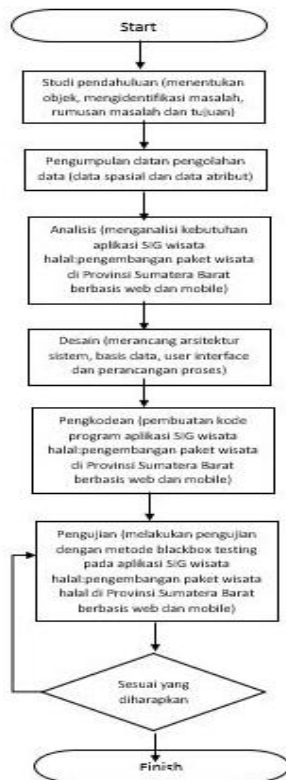 Start
Studi pendahuluan (menentukan
objek, mengidentifikasi masalah,
rumusan masalah dan tujuan)
Pengumpulan datan pengolahan
data (data spasial dan data atribut)
Analisis (menganalisi kebutuhan
aplikasi SIG wisata
halal:pengembangan paket wisata
di Provinsi Sumatera Barat
berbasis web dan mobile)
Desain (merancang arsitektur
sistem, basis data, user interface
dan perancangan proses)
Pengkodean (pembuatan kode
program aplikasi SIG wisata
halal:pengembangan paket wisata
di Provinsi Sumatera Barat
berbasis web dan mobile)
Pengujian (melakukan pengujian
dengan metode blackbox testing
pada aplikasi SIG wisata
halal:pengembangan paket wisata
halal di Provinsi Sumatera Barat
berbasis web dan mobile)
Sesuai yang
diharapkan
Finish